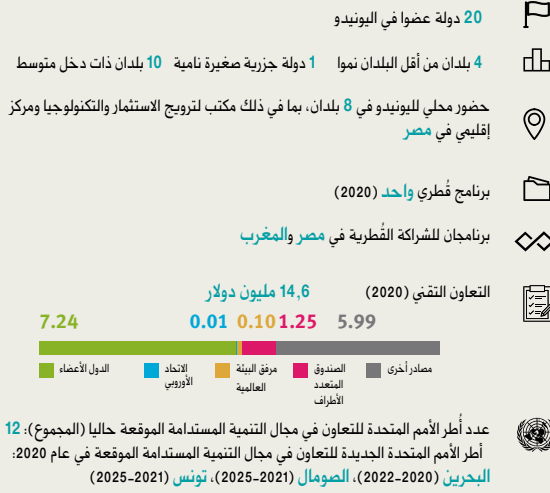 20 دولة عضوا في اليونيدو
4 بلدان من أقل البلدان نموا 1 دولة جزرية صغيرة نامية 10 بلدان ذات دخل متوسط
حضور محلي لليونيدو في 8 بلدان، بما في ذلك مكتب لترويج الاستثمار والتكنولوجيا ومركز
إقليمي في مصر
برنامج قُطري واحد (2020)
برنامجان للشراكة القُطرية في مصر والمغرب
التعاون التقني (2020) 14,6 مليون دولار
5.99 1.25 0.10 0.01 7.24
مصادر أخرى الصندوق مرفق البيئة الاتحاد الدول الأعضاء
المتعدد العالمية الأوروبي
الأطراف
عدد أُطر الأمم المتحدة للتعاون في مجال التنمية المستدامة الموقعة حاليا (المجموع): 12
أطر الأمم المتحدة الجديدة للتعاون في مجال التنمية المستدامة الموقعة في عام 2020:
البحرين (2020-2022)، الصومال (2021-2025)، تونس (2021-2025)